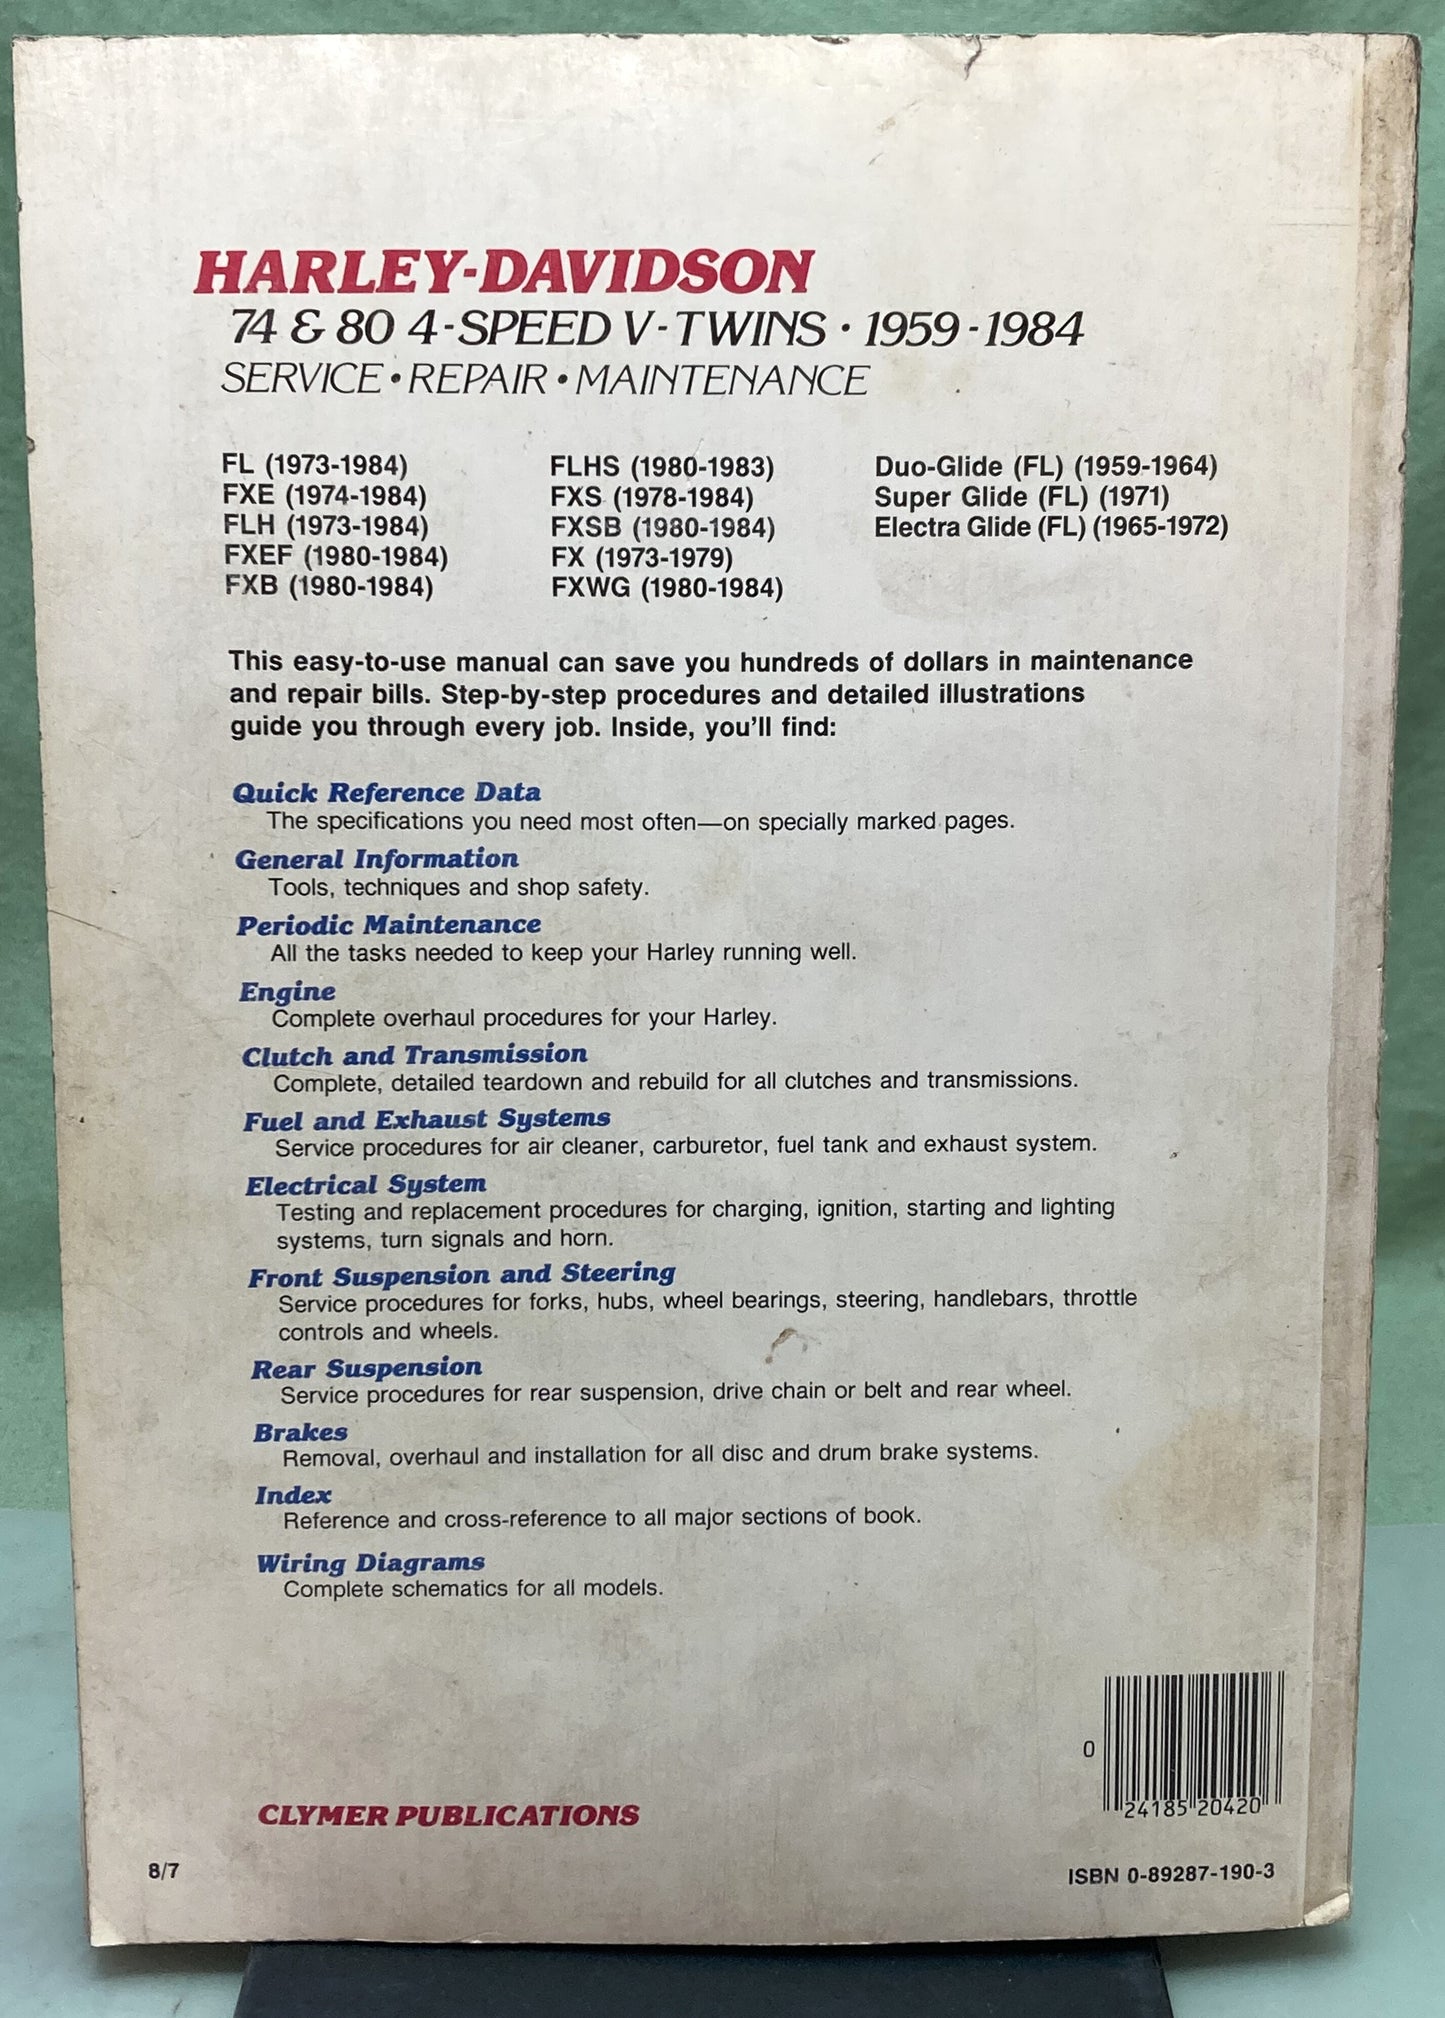 HARLEY-DAVIDSON
74 & 80 4-SPEED V-TWINS • 1959-1984
SERVICE • REPAIR • MAINTENANCE
FL (1973-1984)
FXE (1974-1984)
FLH (1973-1984)
FXEF (1980-1984)
FXB (1980-1984)
FLHS (1980-1983)
FXS (1978-1984)
FXSB (1980-1984)
FX (1973-1979)
FXWG (1980-1984)
Duo-Glide (FL) (1959-1964)
Super Glide (FL) (1971)
Electra Glide (FL) (1965-1972)
This easy-to-use manual can save you hundreds of dollars in maintenance
and repair bills. Step-by-step procedures and detailed illustrations
guide you through every job. Inside, you'll find:
Quick Reference Data
The specifications you need most often—on specially marked pages.
General Information
Tools, techniques and shop safety.
Periodic Maintenance
All the tasks needed to keep your Harley running well.
Engine
Complete overhaul procedures for your Harley.
Clutch and Transmission
Complete, detailed teardown and rebuild for all clutches and transmissions.
Fuel and Exhaust Systems
Service procedures for air cleaner, carburetor, fuel tank and exhaust system.
Electrical System
Testing and replacement procedures for charging, ignition, starting and lighting
systems, turn signals and horn.
Front Suspension and Steering
Service procedures for forks, hubs, wheel bearings, steering, handlebars, throttle
controls and wheels.
Rear Suspension
Service procedures for rear suspension, drive chain or belt and rear wheel.
Brakes
Removal, overhaul and installation for all disc and drum brake systems.
Index
Reference and cross-reference to all major sections of book.
Wiring Diagrams
Complete schematics for all models.
0 24185 20420
CLYMER PUBLICATIONS
8/7
ISBN 0-89287-190-3